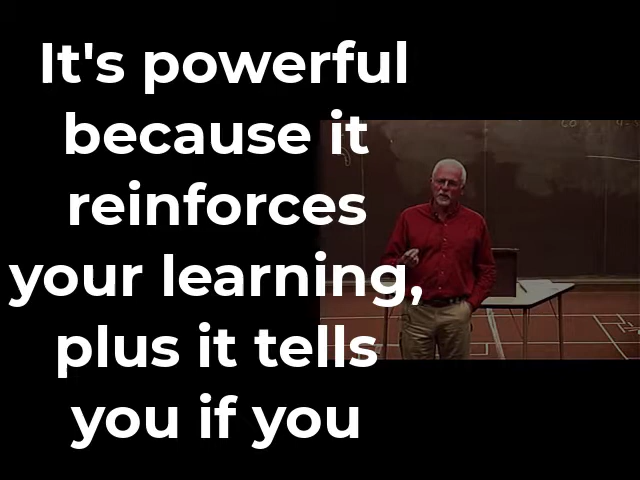 It's powerful
because it
reinforces
your learning,
plus it tells
you if you